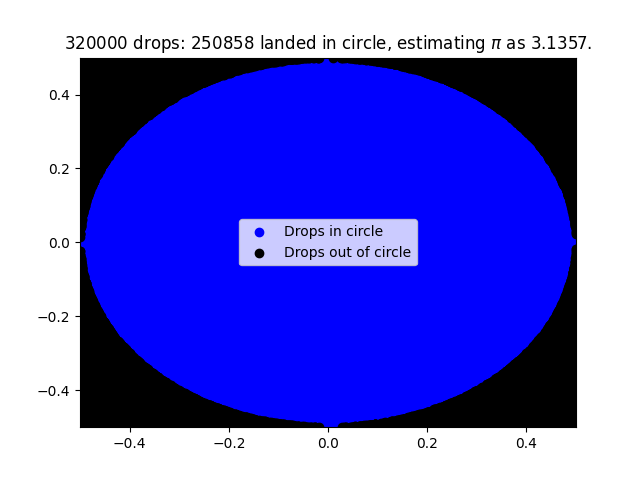 320000 drops: 250858 landed in circle, estimating π as 3.1357.
0.4
0.2
0.0
−0.2
−0.4
Drops in circle
Drops out of circle
−0.4 −0.2 0.0 0.2 0.4